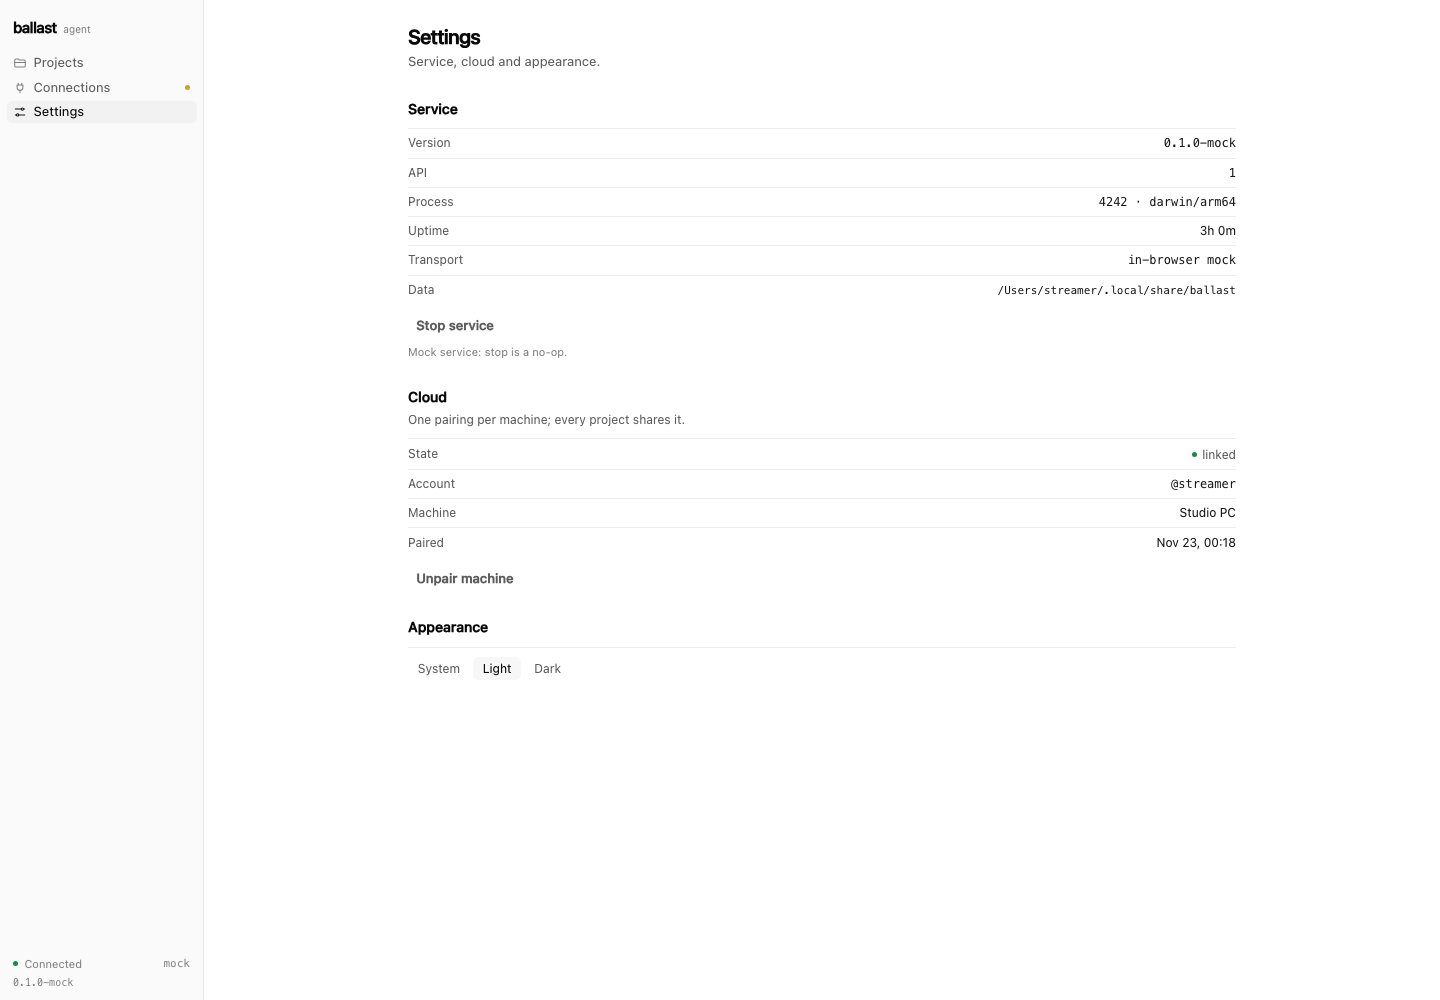 ballast agent
Projects
Connections
Settings
Connected mock
0.1.0-mock
Settings
Service, cloud and appearance.
Service
Version 0.1.0-mock
API 1
Process 4242 · darwin/arm64
Uptime 3h 0m
Transport in-browser mock
Data /Users/streamer/.local/share/ballast
Stop service
Mock service: stop is a no-op.
Cloud
One pairing per machine; every project shares it.
State linked
Account @streamer
Machine Studio PC
Paired Nov 23, 00:18
Unpair machine
Appearance
System Light Dark